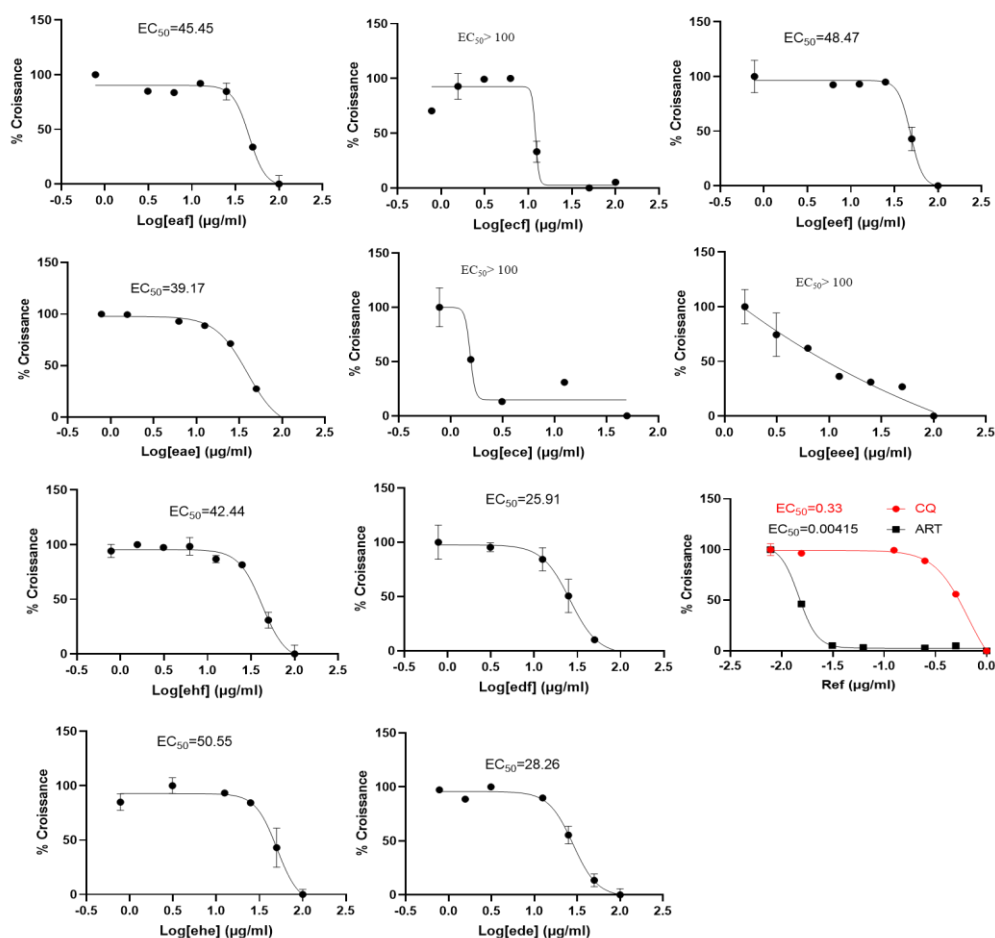 EC50=45.45
% Croissance
150
100
50
0
-0.5 0.0 0.5 1.0 1.5 2.0 2.5
Log[eaf] (µg/ml)
EC50> 100
% Croissance
150
100
50
0
0.0 0.5 1.0 1.5 2.0 2.5
Log[ecf] (µg/ml)
EC50=48.47
% Croissance
150
100
50
0
-0.5 0.0 0.5 1.0 1.5 2.0 2.5
Log[eef] (µg/ml)
EC50=39.17
% Croissance
150
100
50
0
-0.5 0.0 0.5 1.0 1.5 2.0 2.5
Log[eae] (µg/ml)
EC50> 100
% Croissance
150
100
50
0
-0.5 0.0 0.5 1.0 1.5 2.0
Log[ece] (µg/ml)
EC50> 100
% Croissance
150
100
50
0
0.0 0.5 1.0 1.5 2.0 2.5
Log[eee] (µg/ml)
EC50=42.44
% Croissance
150
100
50
0
-0.5 0.0 0.5 1.0 1.5 2.0 2.5
Log[ehf] (µg/ml)
EC50=25.91
% Croissance
150
100
50
0
-0.5 0.0 0.5 1.0 1.5 2.0 2.5
Log[edf] (µg/ml)
EC50=0.33 CQ
EC50=0.00415 ART
% Croissance
150
100
50
0
-2.5 -2.0 -1.5 -1.0 -0.5 0.0
Ref (µg/ml)
EC50=50.55
% Croissance
150
100
50
0
-0.5 0.0 0.5 1.0 1.5 2.0 2.5
Log[ehe] (µg/ml)
EC50=28.26
% Croissance
150
100
50
0
-0.5 0.0 0.5 1.0 1.5 2.0 2.5
Log[ede] (µg/ml)